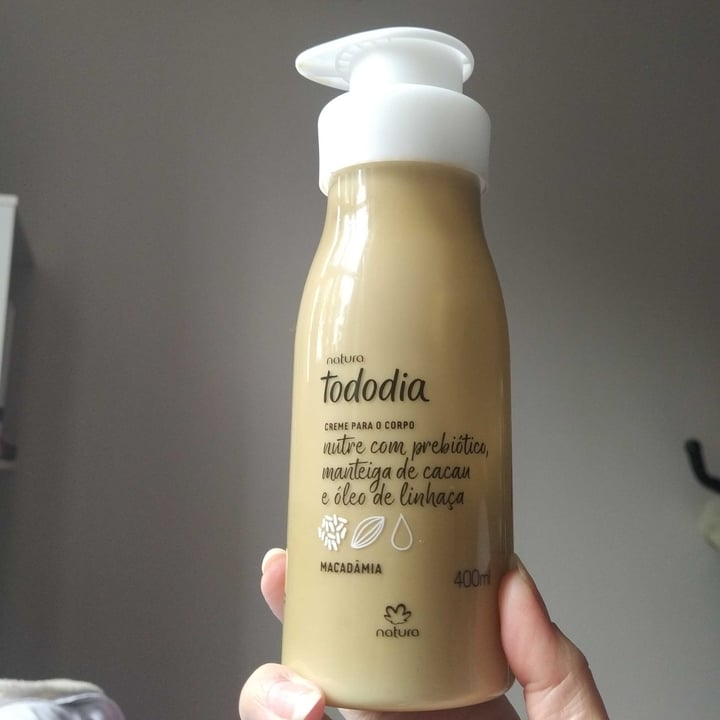 natura
tododia
CREME PARA O CORPO
nutre com prebiótico,
manteiga de cacau
e óleo de linhaça
MACADÂMIA
400ml
natura